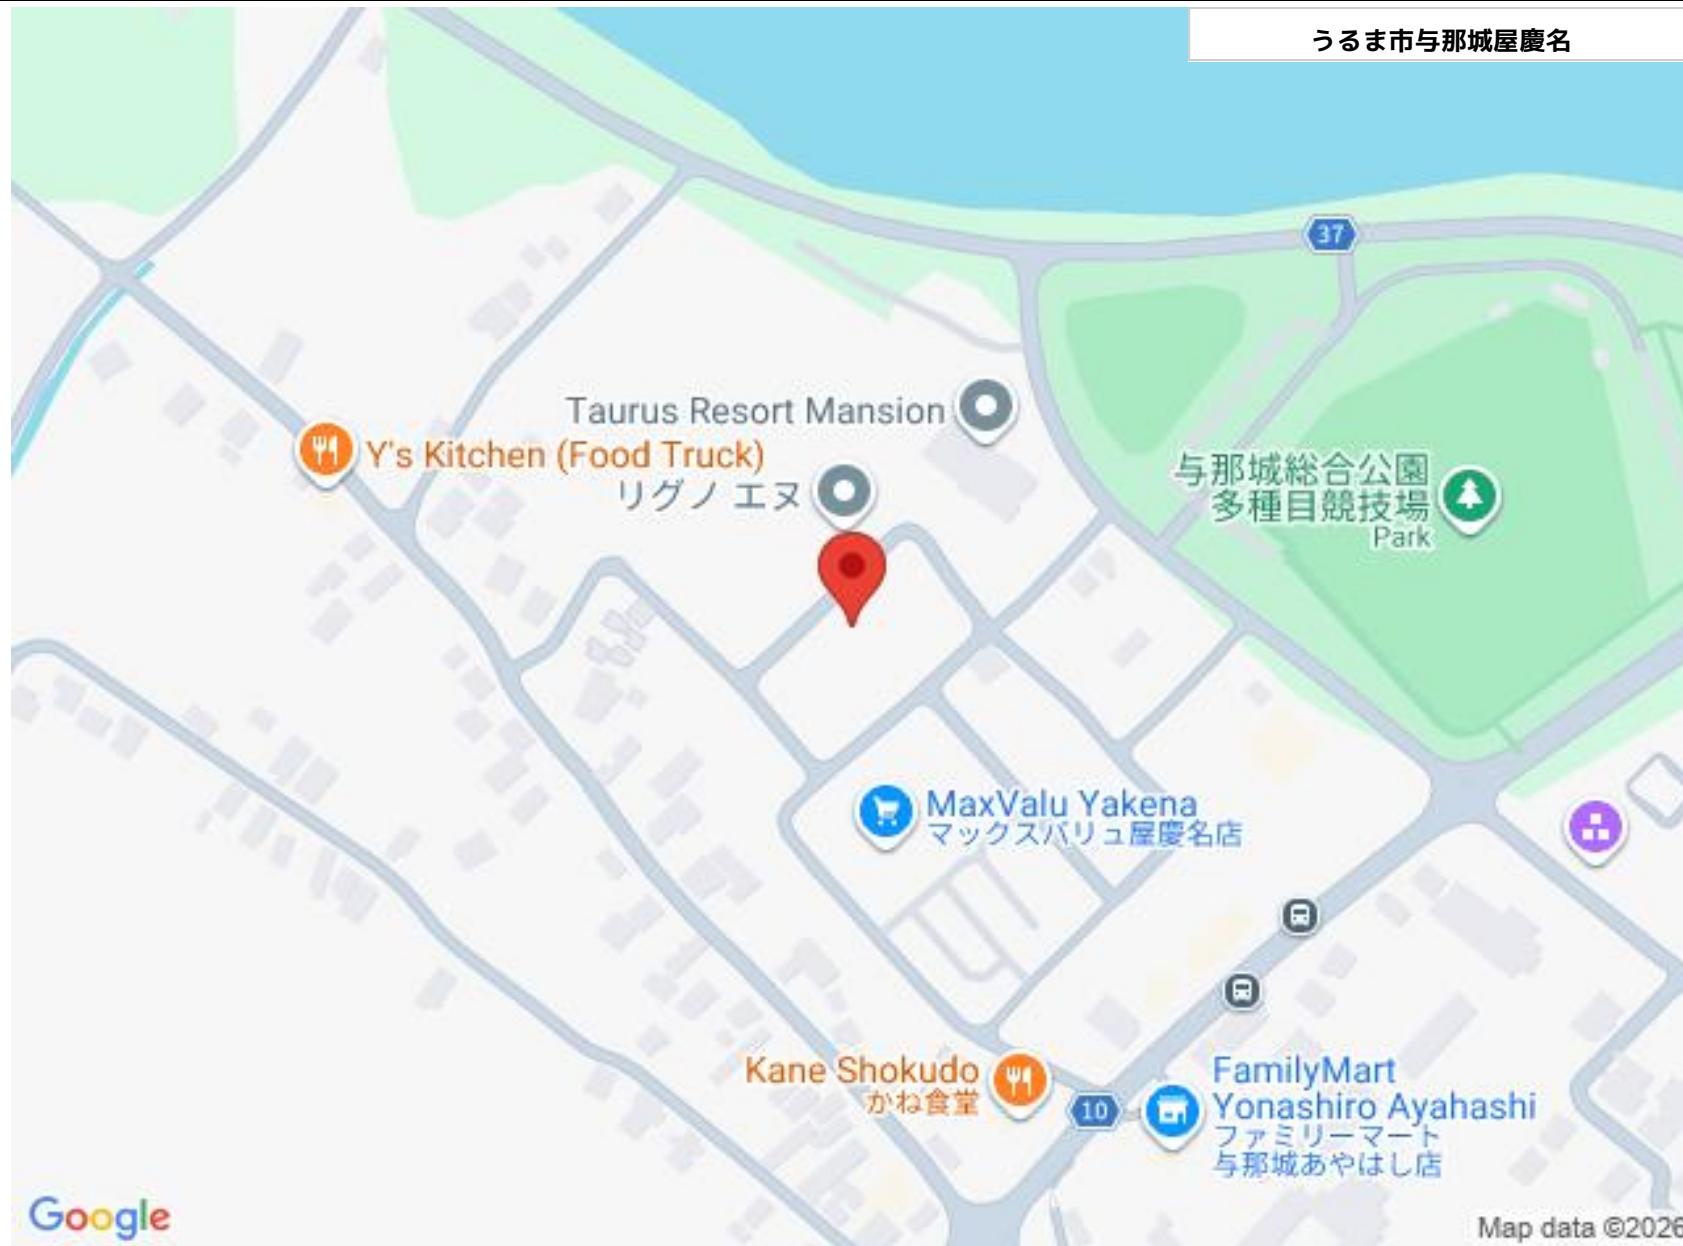 うるま市与那城屋慶名
37
Taurus Resort Mansion
Y's Kitchen (Food Truck)
リグノ エヌ
与那城総合公園
多種目競技場
Park
MaxValu Yakena
マックスバリュ屋慶名店
Kane Shokudo
かね食堂
10
FamilyMart
Yonashiro Ayahashi
ファミリーマート
与那城あやはし店
Google
Map data ©2026